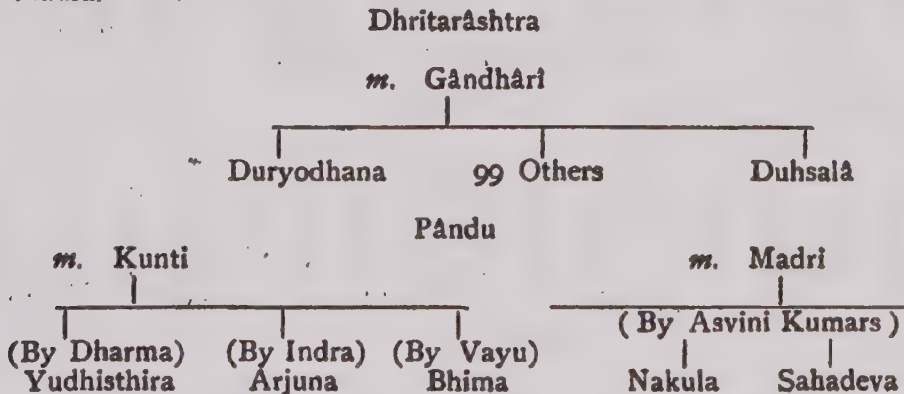 Dhritarâshtra
m. Gândhârî
Duryodhana 99 Others Duhsalâ
Pându
m. Kunti m. Madri
(By Asvini Kumars)
(By Dharma) (By Indra) (By Vayu)
Yudhisthira Arjuna Bhima Nakula Sahadeva